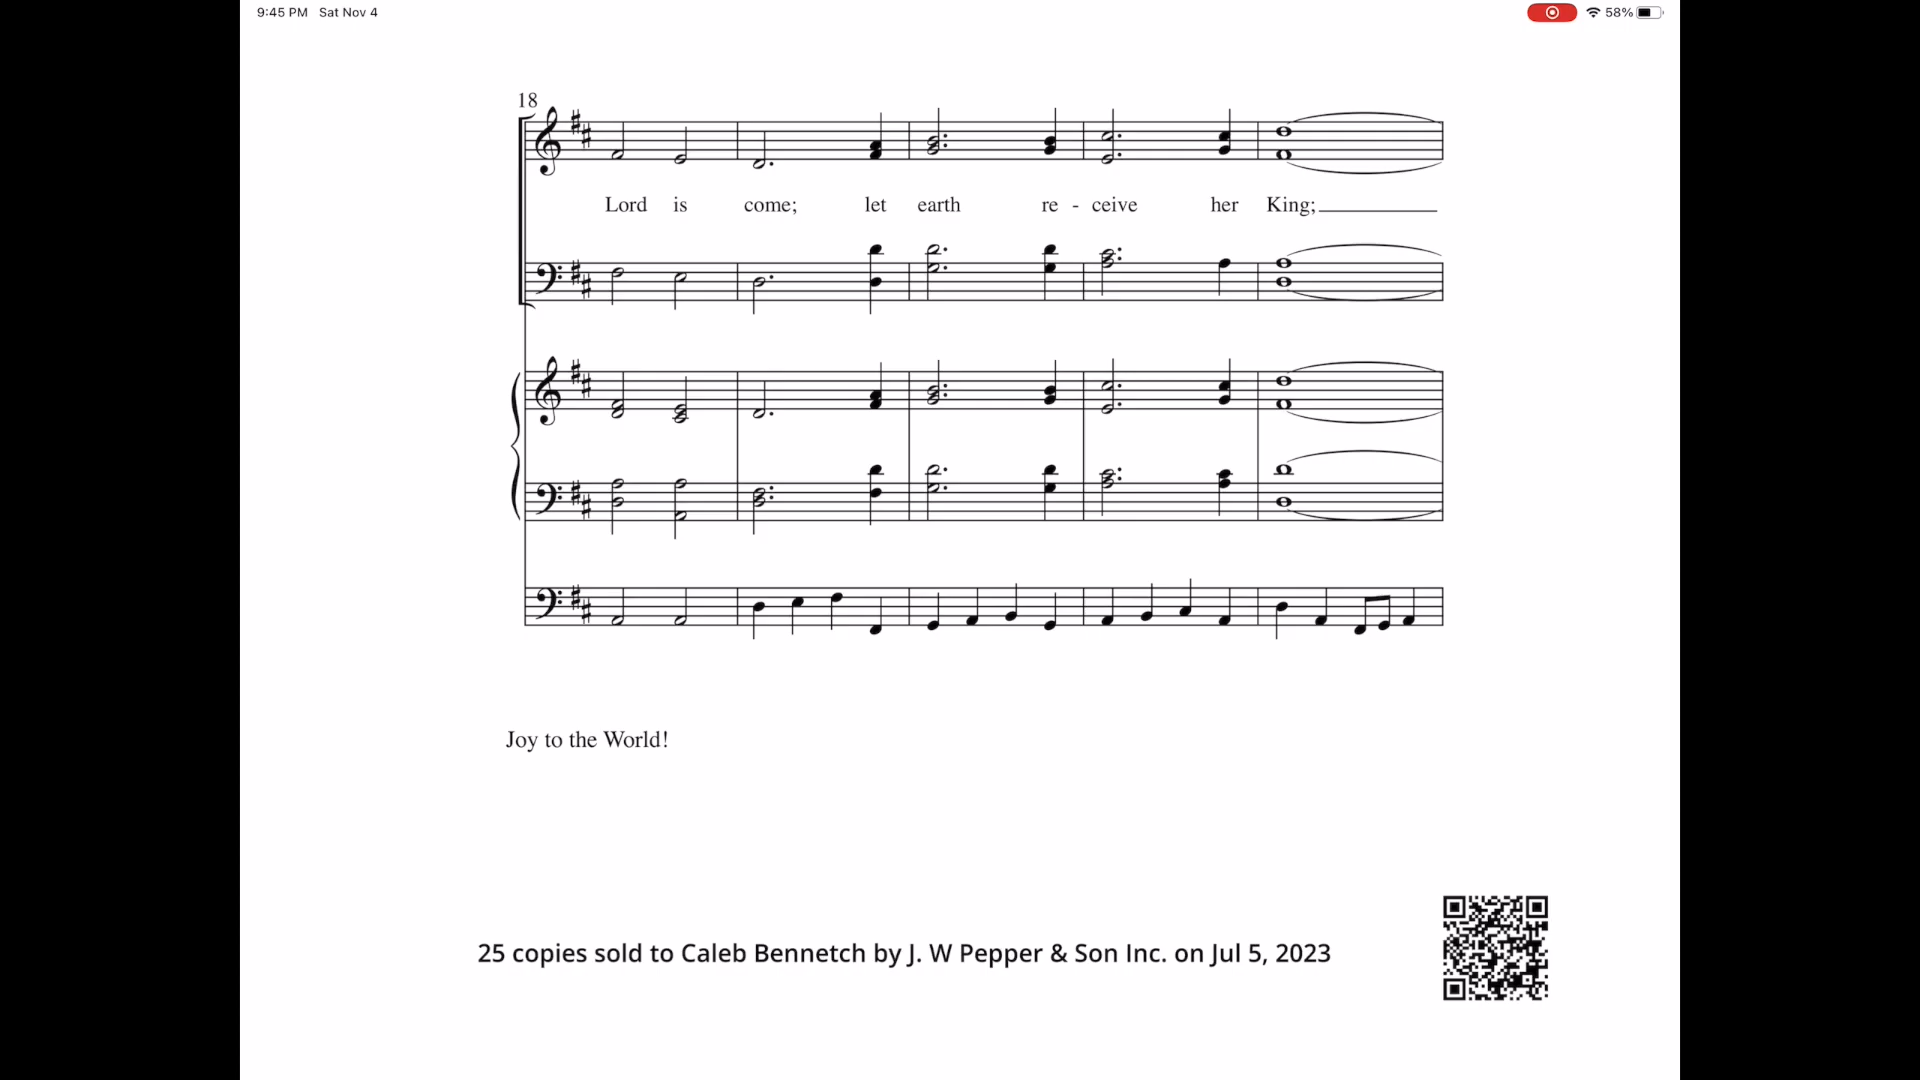 9:45 PM Sat Nov 4
58%
18
Lord is come; let earth re - ceive her King;
Joy to the World!
25 copies sold to Caleb Bennetch by J. W Pepper & Son Inc. on Jul 5, 2023